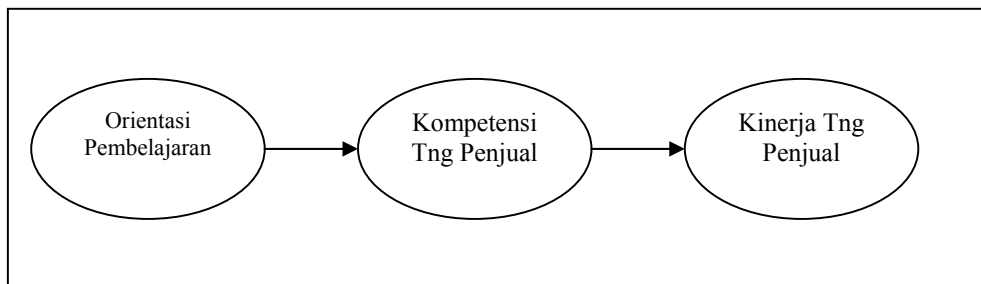 Orientasi
Pembelajaran
Kompetensi
Tng Penjual
Kinerja Tng
Penjual